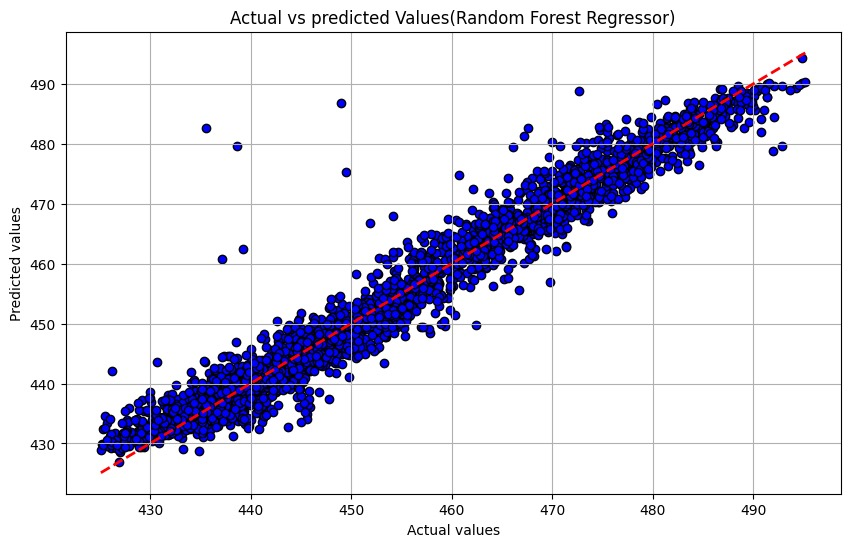 Actual vs predicted Values(Random Forest Regressor)
490
480
470
460
450
440
430
Predicted values
430 440 450 460 470 480 490
Actual values